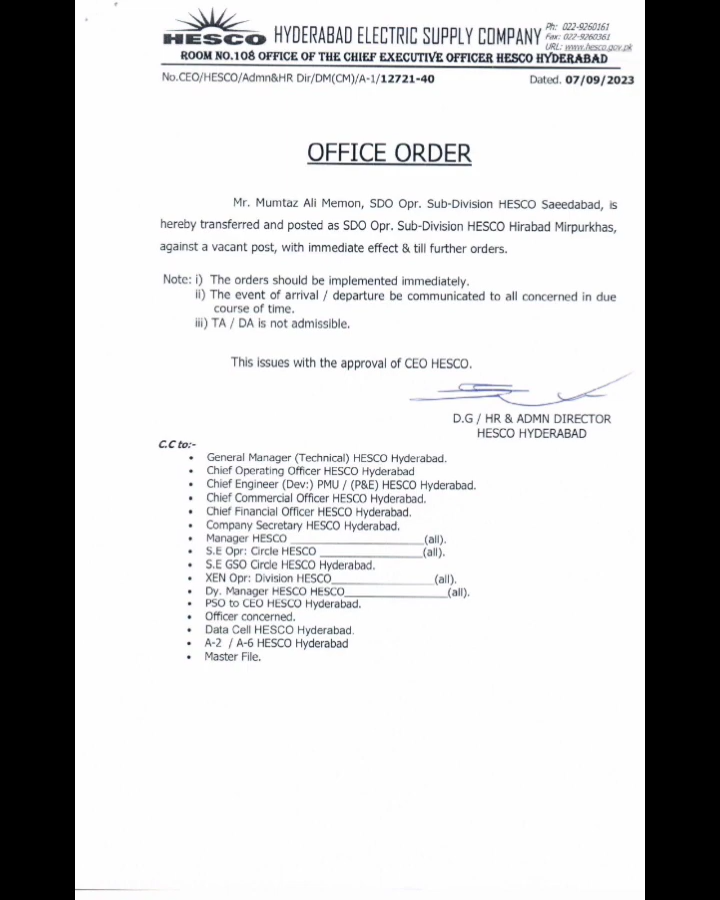 HESCO HYDERABAD ELECTRIC SUPPLY COMPANY
Ph: 022-9260161
Fax: 022-9260361
URL: www.hesco.gov.pk
ROOM NO.108 OFFICE OF THE CHIEF EXECUTIVE OFFICER HESCO HYDERABAD
No.CEO/HESCO/Admn&HR Dir/DM(CM)/A-1/12721-40 Dated. 07/09/2023
OFFICE ORDER
Mr. Mumtaz Ali Memon, SDO Opr. Sub-Division HESCO Saeedabad, is
hereby transferred and posted as SDO Opr. Sub-Division HESCO Hirabad Mirpurkhas,
against a vacant post, with immediate effect & till further orders.
Note: i) The orders should be implemented immediately.
ii) The event of arrival / departure be communicated to all concerned in due
course of time.
iii) TA / DA is not admissible.
This issues with the approval of CEO HESCO.
D.G / HR & ADMN DIRECTOR
HESCO HYDERABAD
C.C to:-
• General Manager (Technical) HESCO Hyderabad.
• Chief Operating Officer HESCO Hyderabad
• Chief Engineer (Dev:) PMU / (P&E) HESCO Hyderabad.
• Chief Commercial Officer HESCO Hyderabad.
• Chief Financial Officer HESCO Hyderabad.
• Company Secretary HESCO Hyderabad.
• Manager HESCO ____________________(all).
• S.E Opr: Circle HESCO ________________(all).
• S.E GSO Circle HESCO Hyderabad.
• XEN Opr: Division HESCO________________(all).
• Dy. Manager HESCO HESCO________________(all).
• PSO to CEO HESCO Hyderabad.
• Officer concerned.
• Data Cell HESCO Hyderabad.
• A-2 / A-6 HESCO Hyderabad
• Master File.